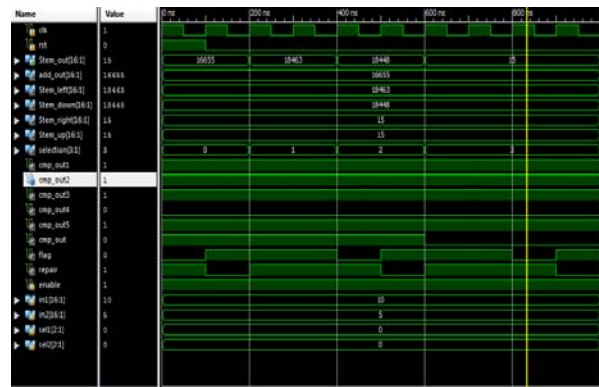 Name Value 0 ns 200 ns 400 ns 600 ns 800 ns
clk 1
rst 0
Stem_out[16:1] 15 16655 18463 18448 15
add_out[16:1] 16655 16655
Stem_left[16:1] 18463 18463
Stem_down[16:1] 18448 18448
Stem_right[16:1] 15 15
Stem_up[16:1] 15 15
selection[3:1] 3 0 1 2 3
cmp_out1 1
cmp_out2 1
cmp_out3 1
cmp_out4 0
cmp_out5 1
cmp_out 0
flag 0
repair 1
enable 1
in1[16:1] 10 10
in2[16:1] 5 5
sel1[2:1] 0 0
sel2[2:1] 0 0